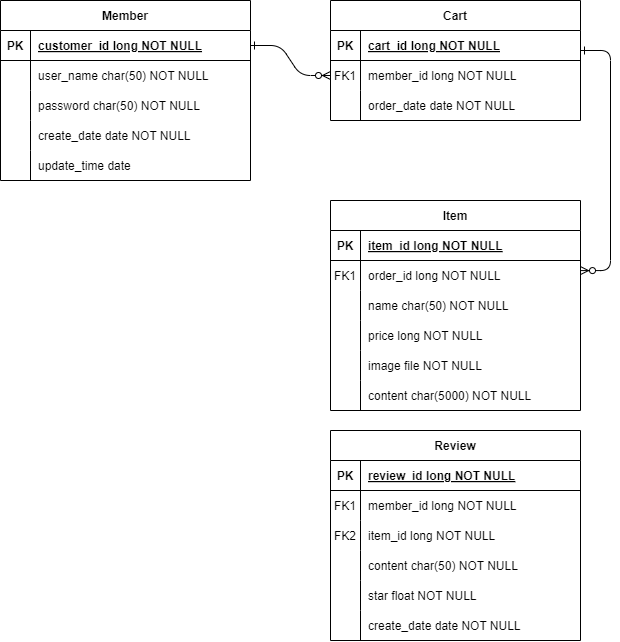 Member
PK customer_id long NOT NULL
user_name char(50) NOT NULL
password char(50) NOT NULL
create_date date NOT NULL
update_time date
Cart
PK cart_id long NOT NULL
FK1 member_id long NOT NULL
order_date date NOT NULL
Item
PK item_id long NOT NULL
FK1 order_id long NOT NULL
name char(50) NOT NULL
price long NOT NULL
image file NOT NULL
content char(5000) NOT NULL
Review
PK review_id long NOT NULL
FK1 member_id long NOT NULL
FK2 item_id long NOT NULL
content char(50) NOT NULL
star float NOT NULL
create_date date NOT NULL